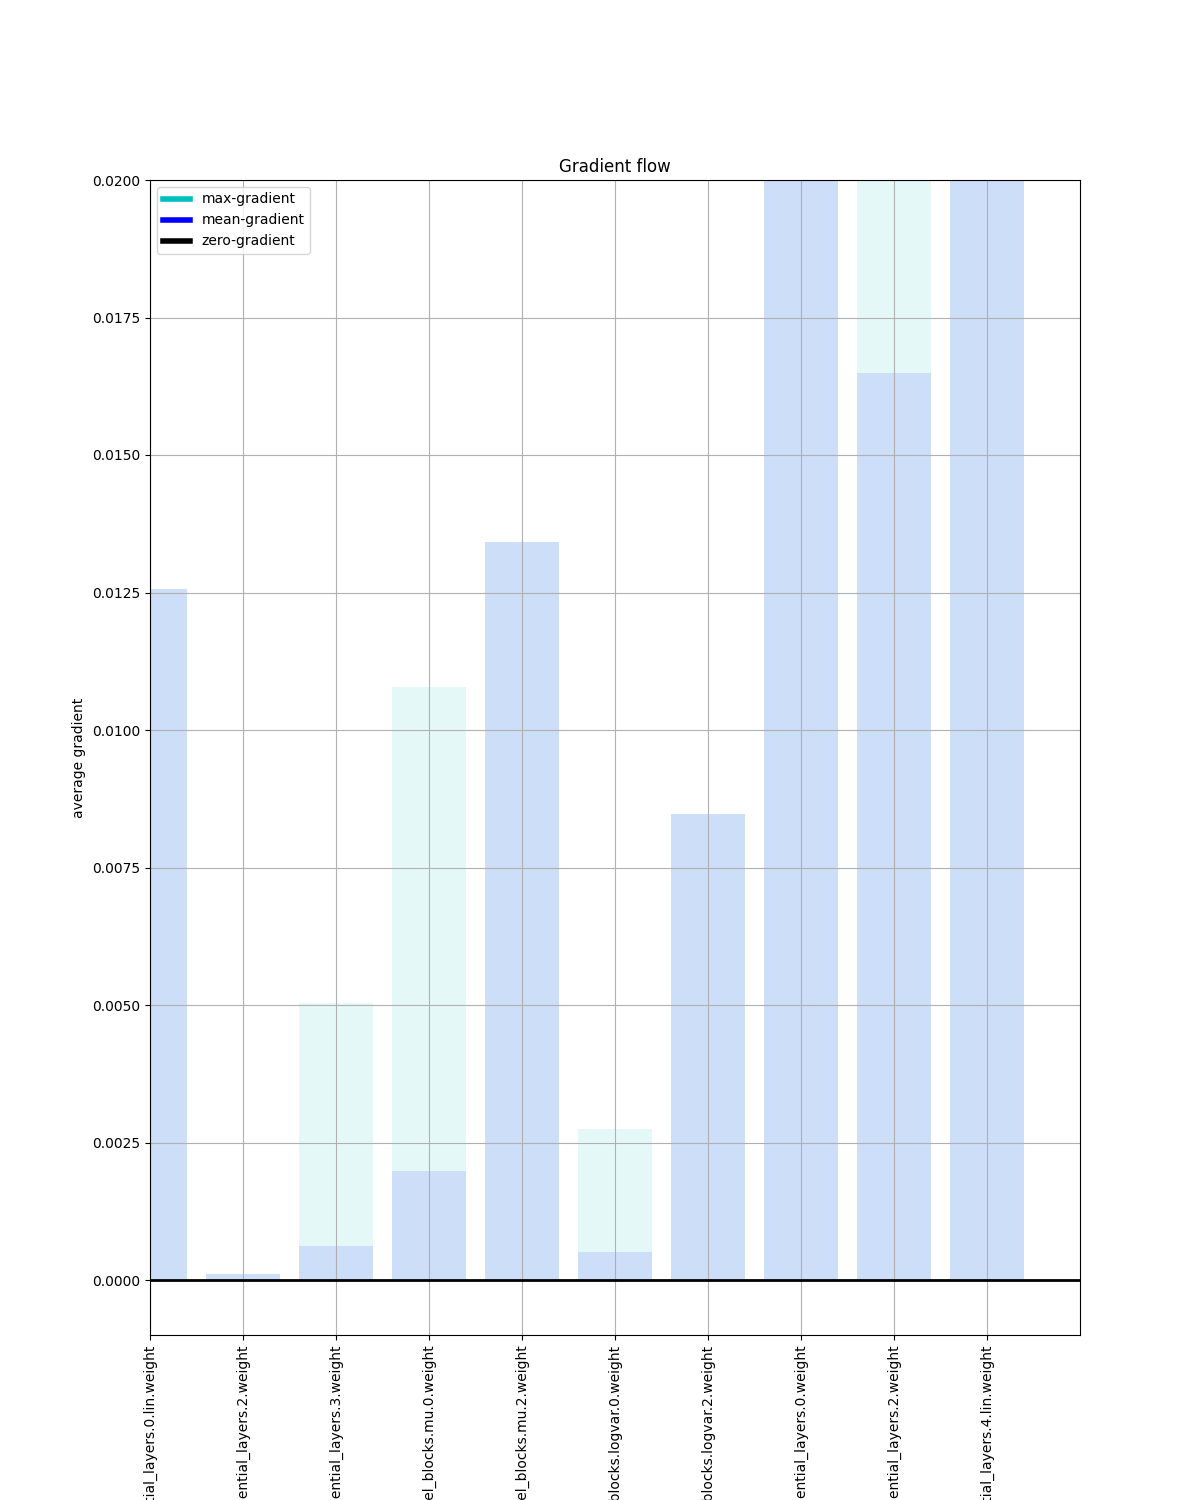 Gradient flow
max-gradient
mean-gradient
zero-gradient
0.0200
0.0175
0.0150
0.0125
0.0100
0.0075
0.0050
0.0025
0.0000
average gradient
tial_layers.0.lin.weight
ential_layers.2.weight
ential_layers.3.weight
el_blocks.mu.0.weight
el_blocks.mu.2.weight
blocks.logvar.0.weight
blocks.logvar.2.weight
ential_layers.0.weight
ential_layers.2.weight
tial_layers.4.lin.weight